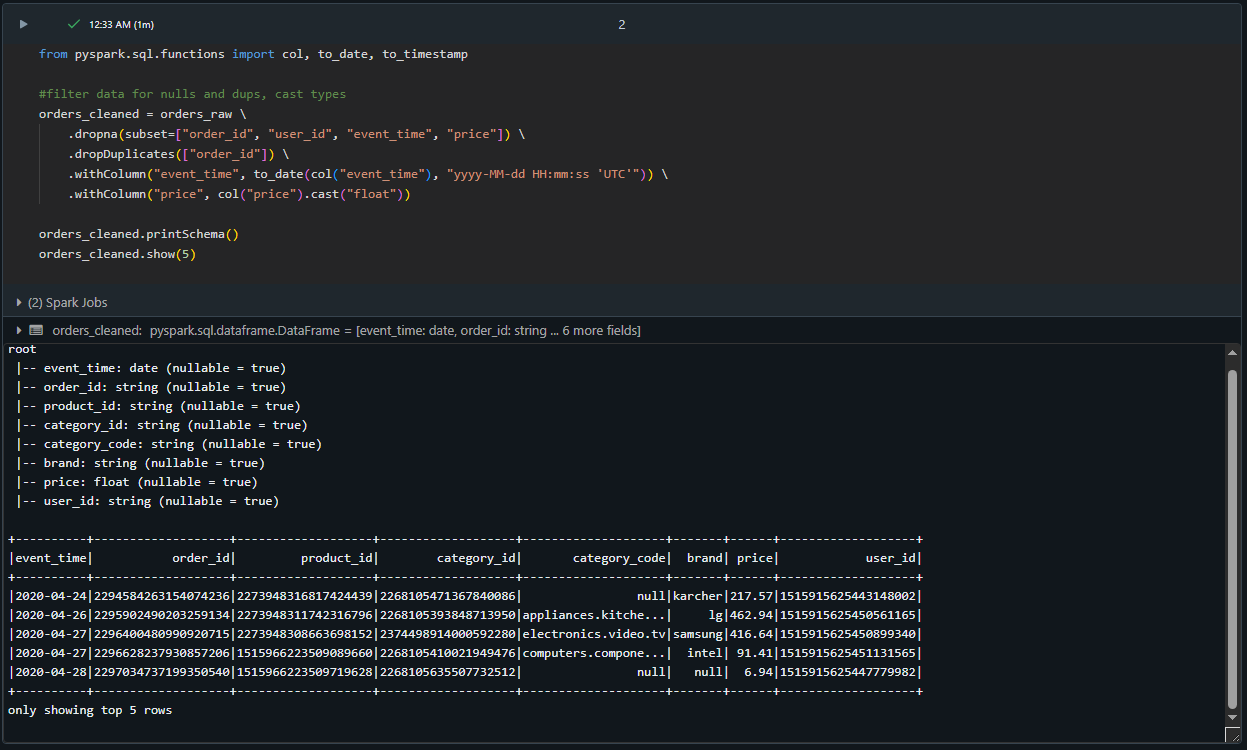 12:33 AM (1m)
2
from pyspark.sql.functions import col, to_date, to_timestamp
#filter data for nulls and dups, cast types
orders_cleaned = orders_raw \
    .dropna(subset=["order_id", "user_id", "event_time", "price"]) \
    .dropDuplicates(["order_id"]) \
    .withColumn("event_time", to_date(col("event_time"), "yyyy-MM-dd HH:mm:ss 'UTC'")) \
    .withColumn("price", col("price").cast("float"))
orders_cleaned.printSchema()
orders_cleaned.show(5)
(2) Spark Jobs
orders_cleaned: pyspark.sql.dataframe.DataFrame = [event_time: date, order_id: string ... 6 more fields]
root
 |-- event_time: date (nullable = true)
 |-- order_id: string (nullable = true)
 |-- product_id: string (nullable = true)
 |-- category_id: string (nullable = true)
 |-- category_code: string (nullable = true)
 |-- brand: string (nullable = true)
 |-- price: float (nullable = true)
 |-- user_id: string (nullable = true)
+----------+-------------------+-------------------+-------------------+--------------------+-------+------+-------------------+
|event_time|           order_id|         product_id|        category_id|       category_code|  brand| price|            user_id|
+----------+-------------------+-------------------+-------------------+--------------------+-------+------+-------------------+
|2020-04-24|2294584263154074236|2273948316817424439|2268105471367840086|                null|karcher|217.57|1515915625443148002|
|2020-04-26|2295902490203259134|2273948311742316796|2268105393848713950|appliances.kitche...|     lg|462.94|1515915625450561165|
|2020-04-27|2296400480990920715|2273948308663698152|2374498914000592280|electronics.video.tv|samsung|416.64|1515915625450899340|
|2020-04-27|2296628237930857206|1515966223509089660|2268105410021949476|computers.compone...|  intel| 91.41|1515915625451131565|
|2020-04-28|2297034737199350540|1515966223509719628|2268105635507732512|                null|   null|  6.94|1515915625447779982|
+----------+-------------------+-------------------+-------------------+--------------------+-------+------+-------------------+
only showing top 5 rows